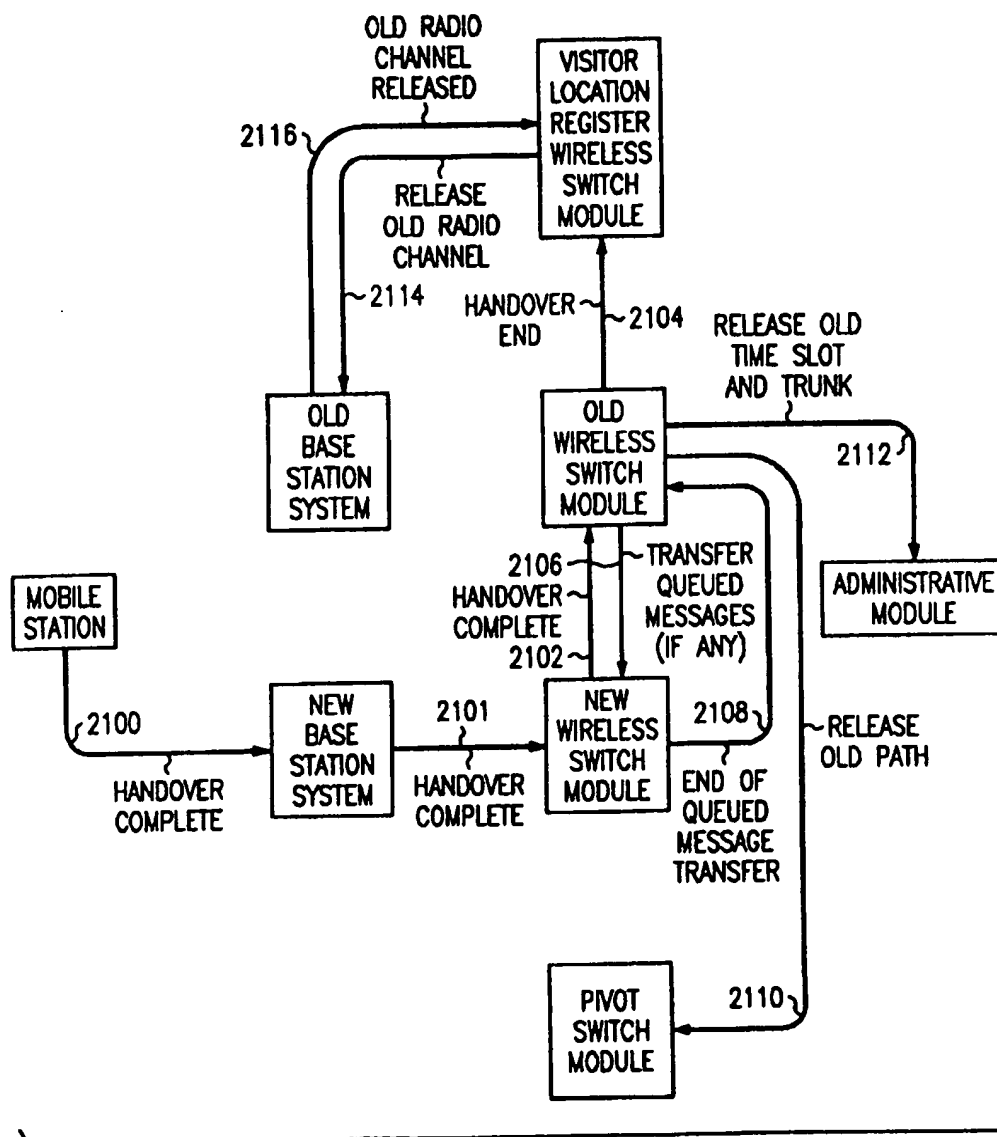 OLD RADIO
CHANNEL
RELEASED
2116
VISITOR
LOCATION
REGISTER
WIRELESS
SWITCH
MODULE
RELEASE
OLD RADIO
CHANNEL
2114
HANDOVER
END
2104
RELEASE OLD
TIME SLOT
AND TRUNK
2112
OLD
BASE
STATION
SYSTEM
OLD
WIRELESS
SWITCH
MODULE
2106
TRANSFER
QUEUED
MESSAGES
(IF ANY)
HANDOVER
COMPLETE
2102
ADMINISTRATIVE
MODULE
MOBILE
STATION
2100
HANDOVER
COMPLETE
NEW
BASE
STATION
SYSTEM
2101
HANDOVER
COMPLETE
NEW
WIRELESS
SWITCH
MODULE
2108
END OF
QUEUED
MESSAGE
TRANSFER
RELEASE
OLD PATH
2110
PIVOT
SWITCH
MODULE